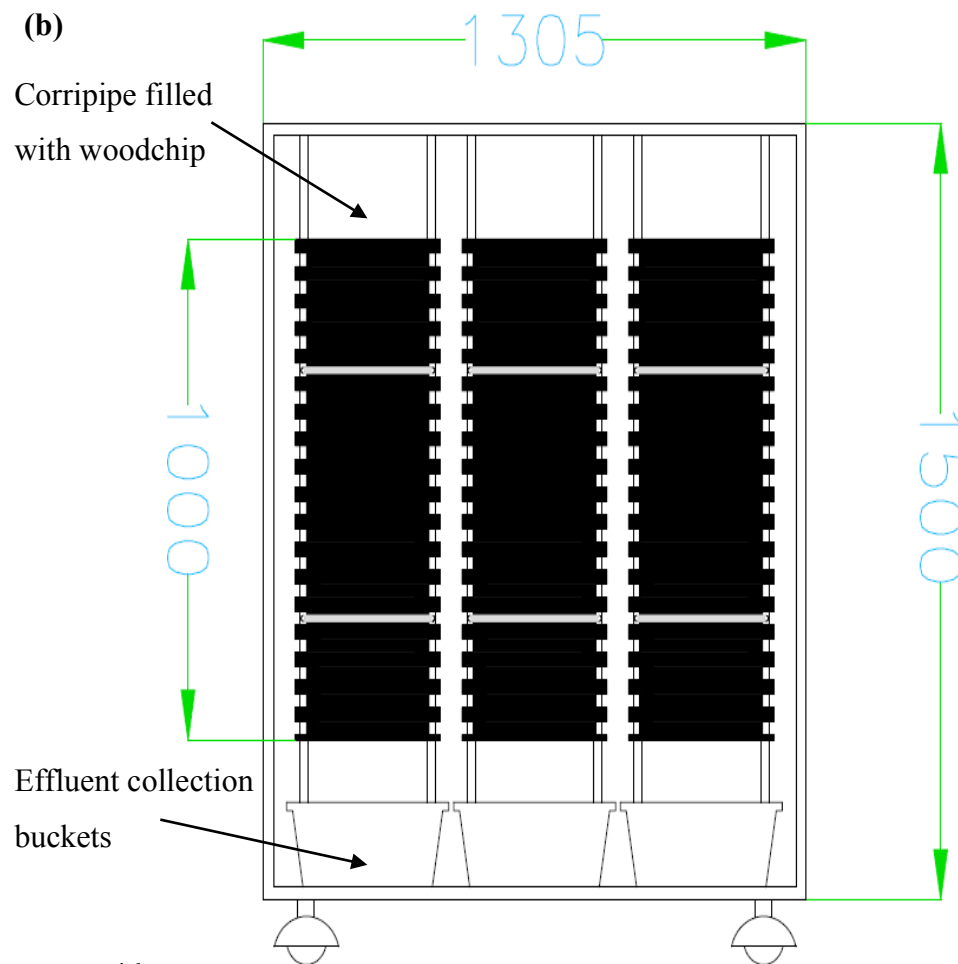 (b)
1305
Corripipe filled
with woodchip
1000
1500
Effluent collection
buckets